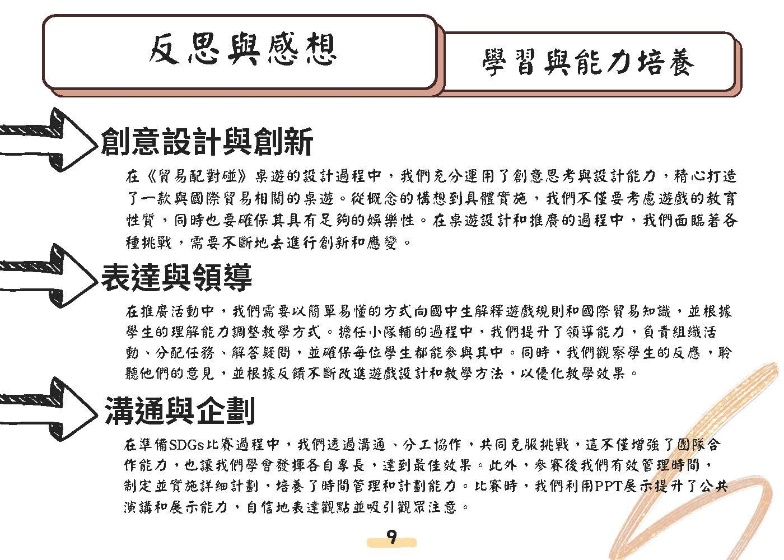 反思與感想
學習與能力培養
創意設計與創新
在《貿易配對碰》桌遊的設計過程中，我們充分運用了創意思考與設計能力，精心打造
了一款與國際貿易相關的桌遊。從概念的構想到具體實施，我們不僅要考慮遊戲的教育
性質，同時也要確保其具有足夠的娛樂性。在桌遊設計和推廣的過程中，我們面臨著各
種挑戰，需要不斷地去進行創新和應變。
表達與領導
在推廣活動中，我們需要以簡單易懂的方式向國中生解釋遊戲規則和國際貿易知識，並根據
學生的理解能力調整教學方式。擔任小隊輔的過程中，我們提升了領導能力，負責組織活
動、分配任務、解答疑問，並確保每位學生都能參與其中。同時，我們觀察學生的反應，聆
聽他們的意見，並根據反饋不斷改進遊戲設計和教學方法，以優化教學效果。
溝通與企劃
在準備SDGs比賽過程中，我們透過溝通、分工協作，共同克服挑戰，這不僅增強了團隊合
作能力，也讓我們學會發揮各自專長，達到最佳效果。此外，參賽後我們有效管理時間，
制定並實施詳細計劃，培養了時間管理和計劃能力。比賽時，我們利用PPT展示提升了公共
演講和展示能力，自信地表達觀點並吸引觀眾注意。
9